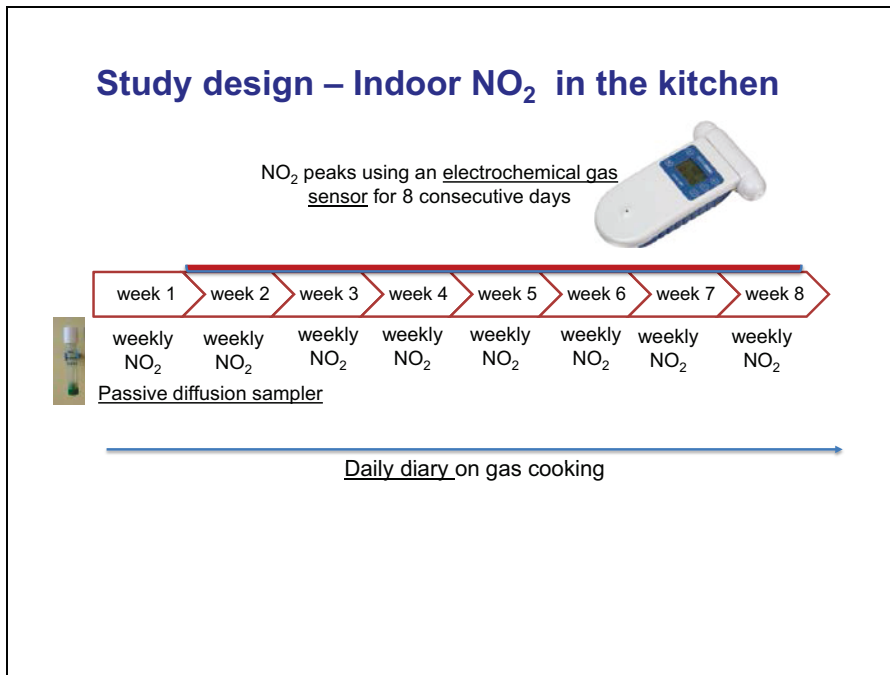 Study design – Indoor NO₂ in the kitchen
NO₂ peaks using an electrochemical gas
sensor for 8 consecutive days
week 1 week 2 week 3 week 4 week 5 week 6 week 7 week 8
weekly weekly weekly weekly weekly weekly weekly weekly
NO₂ NO₂ NO₂ NO₂ NO₂ NO₂ NO₂ NO₂
Passive diffusion sampler
Daily diary on gas cooking